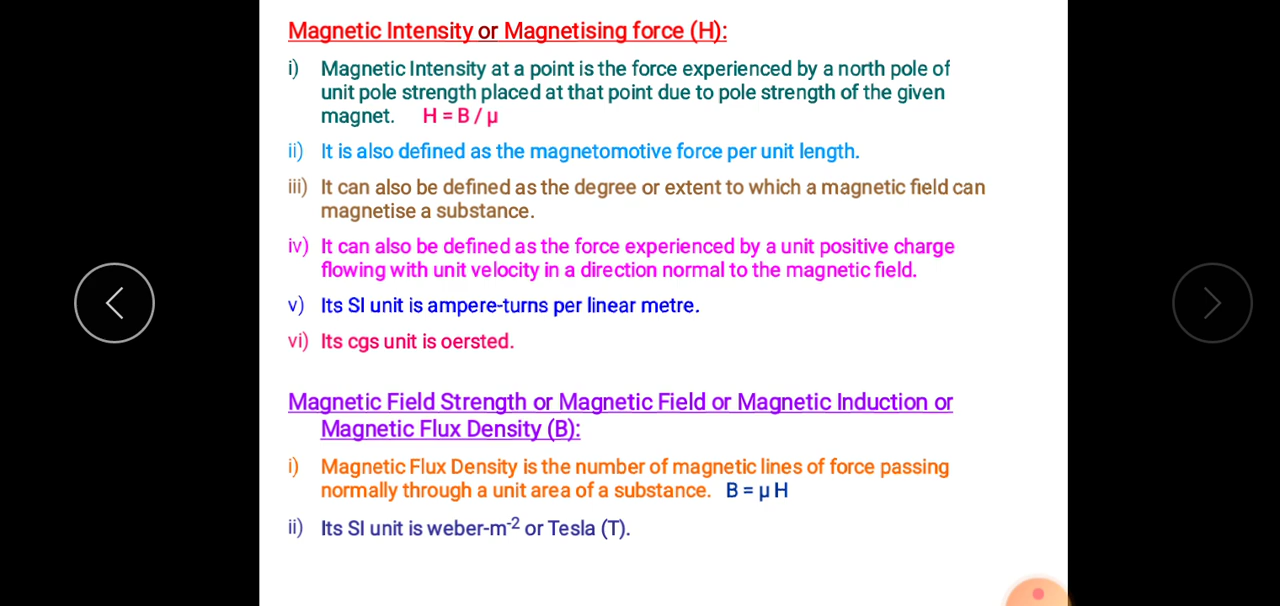 Magnetic Intensity or Magnetising force (H):
i) Magnetic Intensity at a point is the force experienced by a north pole of
unit pole strength placed at that point due to pole strength of the given
magnet. H = B / μ
ii) It is also defined as the magnetomotive force per unit length.
iii) It can also be defined as the degree or extent to which a magnetic field can
magnetise a substance.
iv) It can also be defined as the force experienced by a unit positive charge
flowing with unit velocity in a direction normal to the magnetic field.
v) Its SI unit is ampere-turns per linear metre.
vi) Its cgs unit is oersted.
Magnetic Field Strength or Magnetic Field or Magnetic Induction or
Magnetic Flux Density (B):
i) Magnetic Flux Density is the number of magnetic lines of force passing
normally through a unit area of a substance. B = μ H
ii) Its SI unit is weber-m⁻² or Tesla (T).